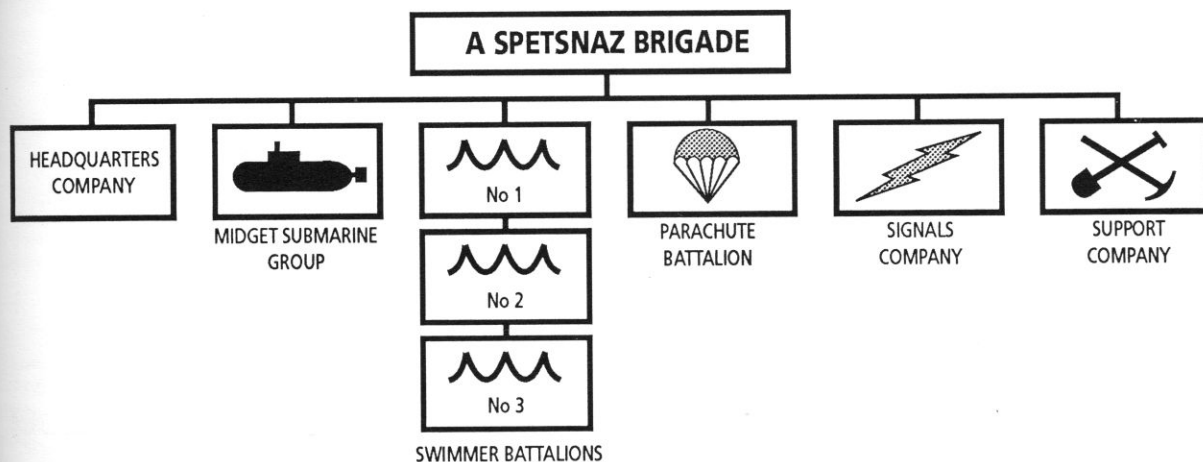 A SPETSNAZ BRIGADE
HEADQUARTERS
COMPANY
MIDGET SUBMARINE
GROUP
No 1
No 2
No 3
SWIMMER BATTALIONS
PARACHUTE
BATTALION
SIGNALS
COMPANY
SUPPORT
COMPANY